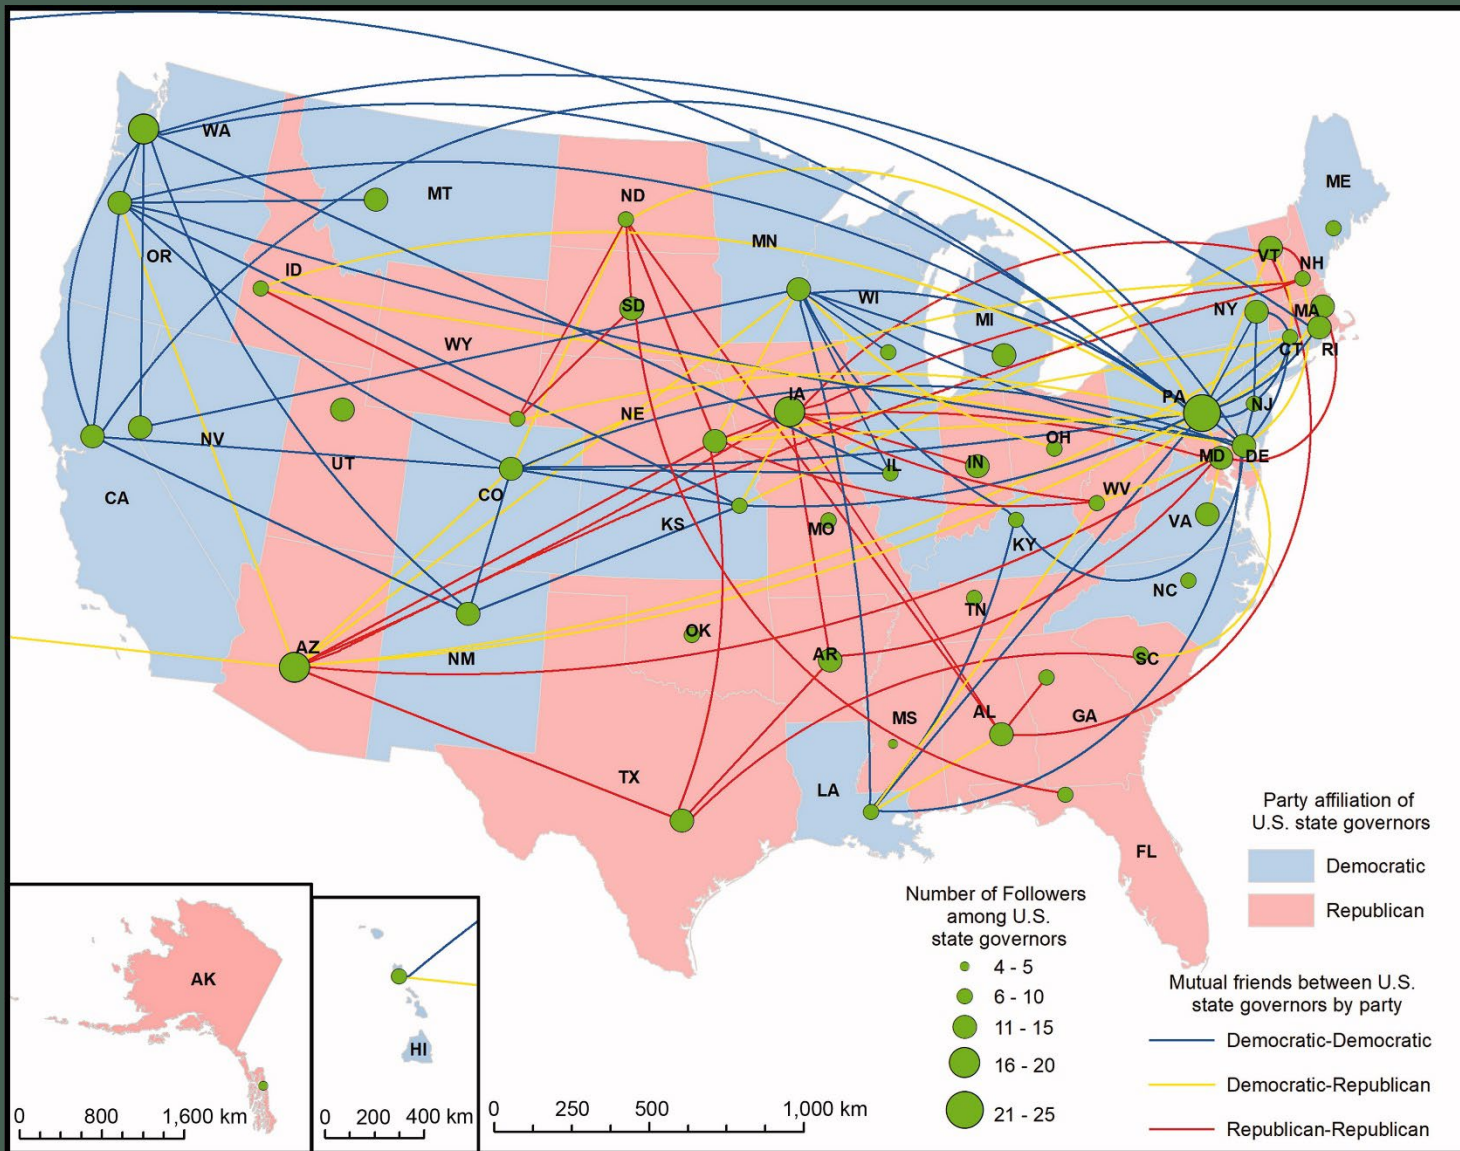 WA
MT
ND
ME
OR
ID
MN
VT
NH
SD
WI
NY
MA
MI
WY
CT
RI
NE
IA
PA
NJ
NV
OH
UT
IL
IN
MD
DE
CA
CO
WV
KS
MO
VA
KY
NC
TN
AZ
NM
OK
AR
SC
MS
AL
GA
TX
LA
FL
AK
HI
0 800 1,600 km
0 200 400 km
0 250 500 1,000 km
Number of Followers
among U.S.
state governors
4 - 5
6 - 10
11 - 15
16 - 20
21 - 25
Party affiliation of
U.S. state governors
Democratic
Republican
Mutual friends between U.S.
state governors by party
Democratic-Democratic
Democratic-Republican
Republican-Republican